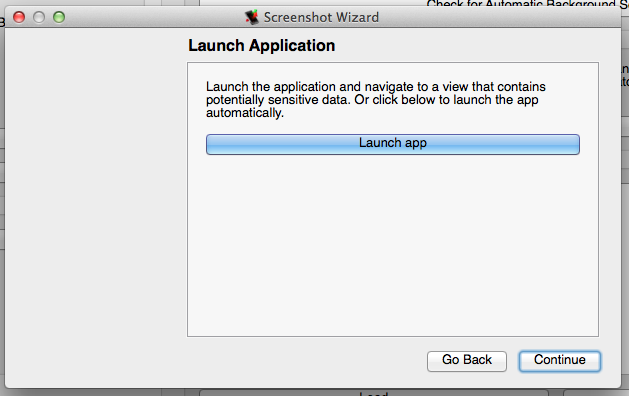 Check for Automatic Background
Screenshot Wizard
Launch Application
Launch the application and navigate to a view that contains
potentially sensitive data. Or click below to launch the app
automatically.
Launch app
Go Back
Continue